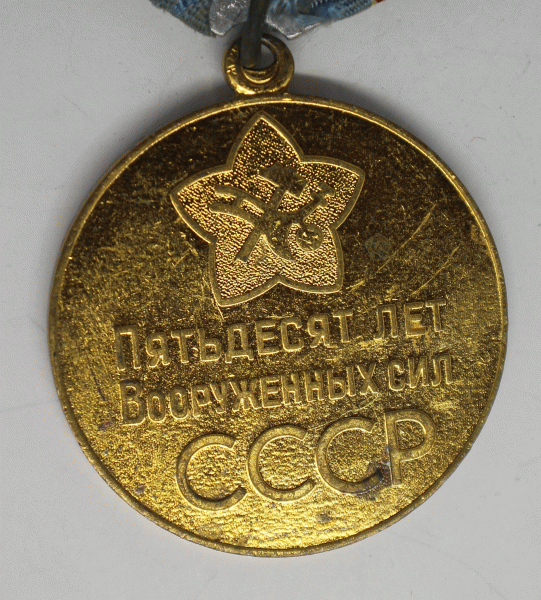 Пятьдесят лет
Вооруженных сил
СССР